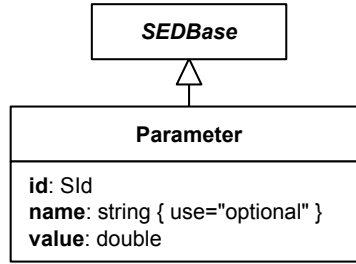 SEDBase
Parameter
id: SId
name: string { use="optional" }
value: double